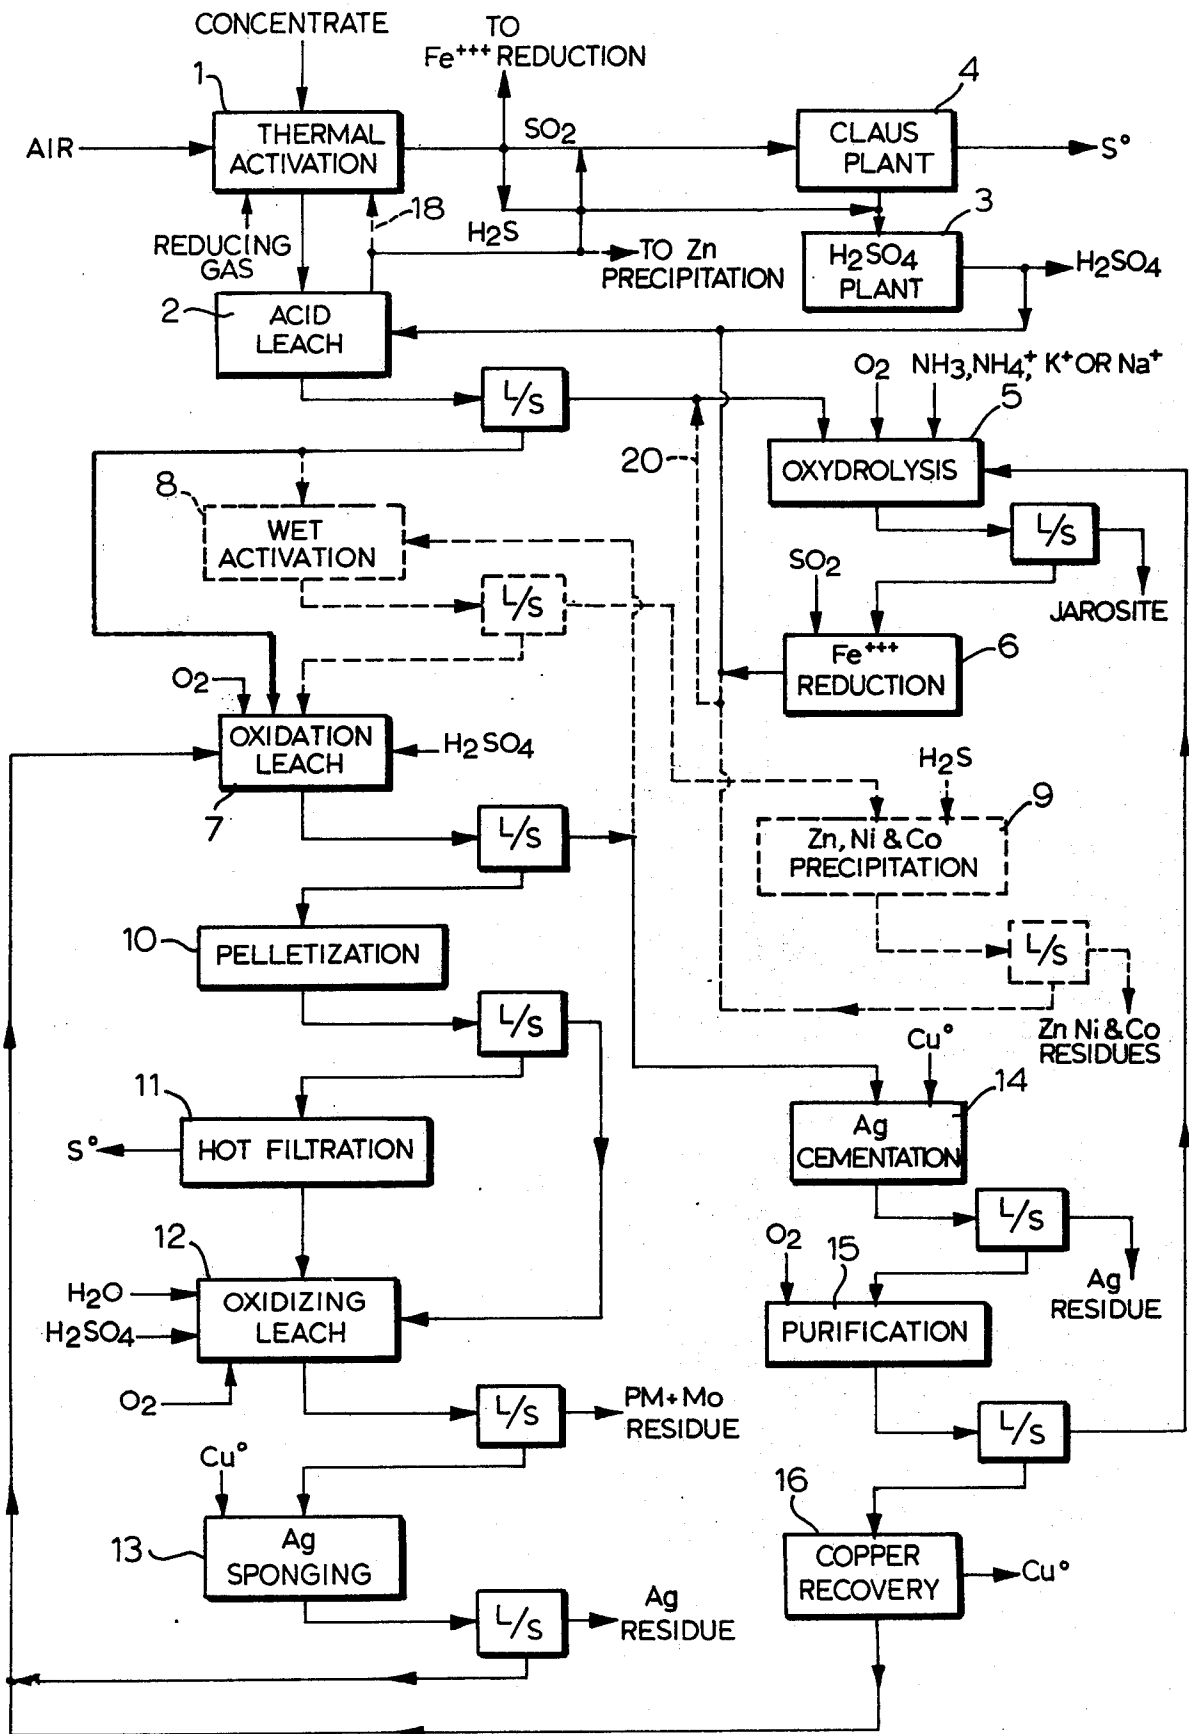 CONCENTRATE
TO
Fe+++ REDUCTION
1
4
AIR
THERMAL
ACTIVATION
SO2
CLAUS
PLANT
S°
18
3
REDUCING
GAS
H2S
TO Zn
PRECIPITATION
H2SO4
PLANT
H2SO4
2
ACID
LEACH
O2
NH3, NH4+, K+ OR Na+
L/S
5
20
OXYDROLYSIS
8
WET
ACTIVATION
L/S
SO2
L/S
JAROSITE
Fe+++
REDUCTION
6
O2
OXIDATION
LEACH
H2SO4
7
H2S
9
L/S
Zn, Ni & Co
PRECIPITATION
10
PELLETIZATION
L/S
L/S
Zn Ni & Co
RESIDUES
Cu°
11
14
S°
HOT FILTRATION
Ag
CEMENTATION
L/S
12
O2
15
H2O
H2SO4
OXIDIZING
LEACH
Ag
RESIDUE
PURIFICATION
O2
L/S
PM+Mo
RESIDUE
L/S
Cu°
16
13
Ag
SPONGING
COPPER
RECOVERY
Cu°
L/S
Ag
RESIDUE